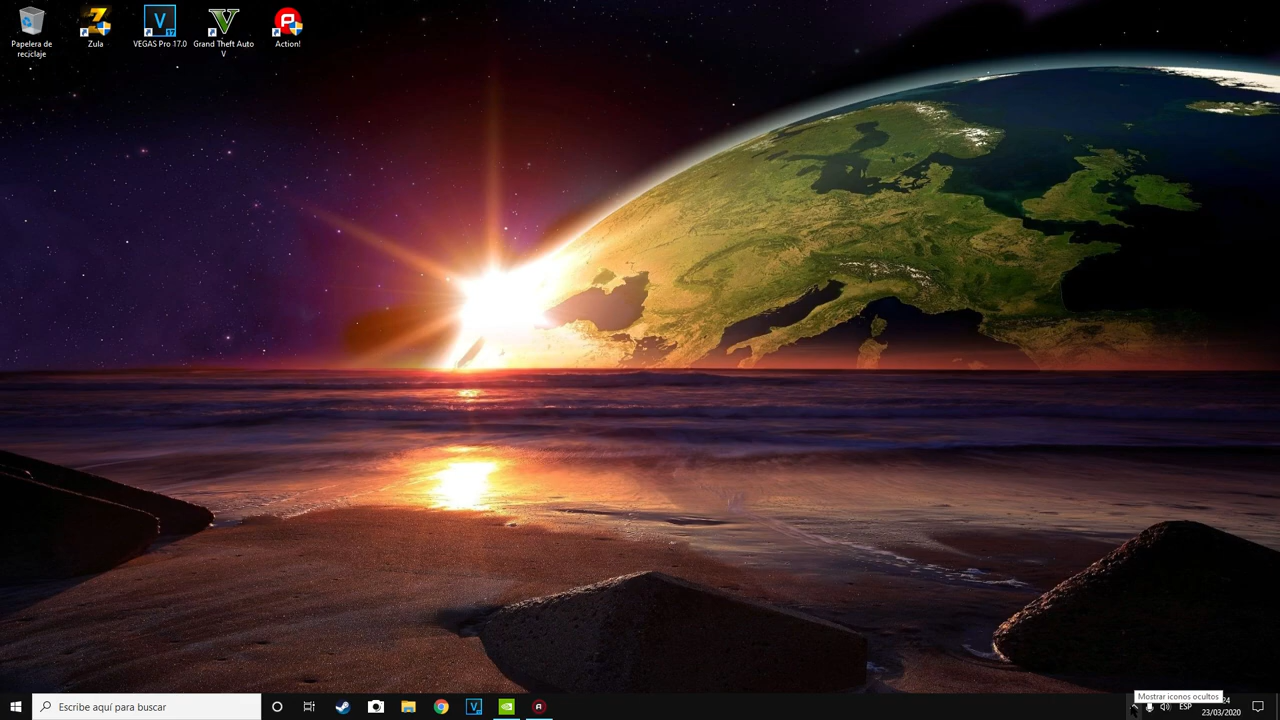 Papelera de
reciclaje
Zula
VEGAS Pro 17.0
Grand Theft Auto
V
Action!
Escribe aquí para buscar
Mostrar iconos ocultos
ESP
24
23/03/2020